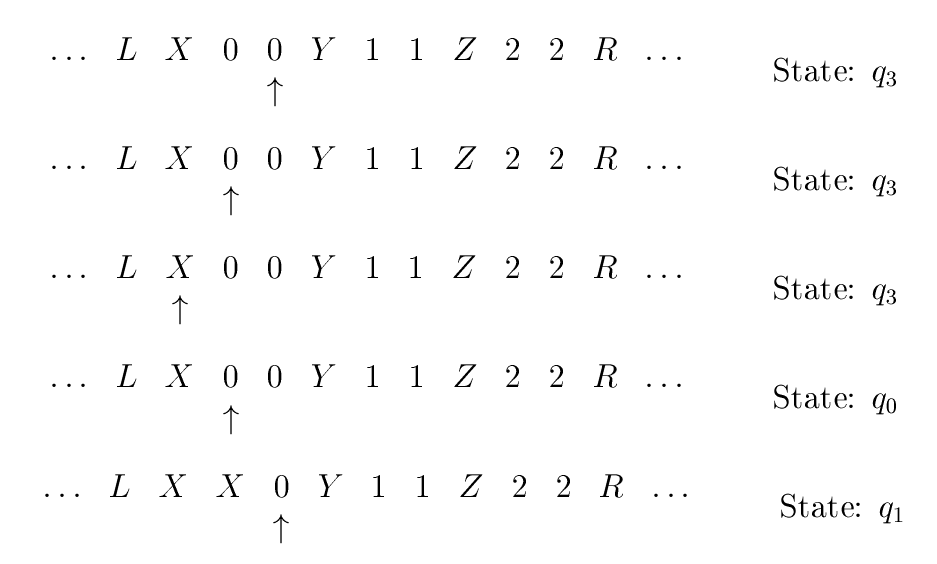 … L X 0 0 Y 1 1 Z 2 2 R … State: q₃
↑
… L X 0 0 Y 1 1 Z 2 2 R … State: q₃
↑
… L X 0 0 Y 1 1 Z 2 2 R … State: q₃
↑
… L X 0 0 Y 1 1 Z 2 2 R … State: q₀
↑
… L X X 0 Y 1 1 Z 2 2 R … State: q₁
↑